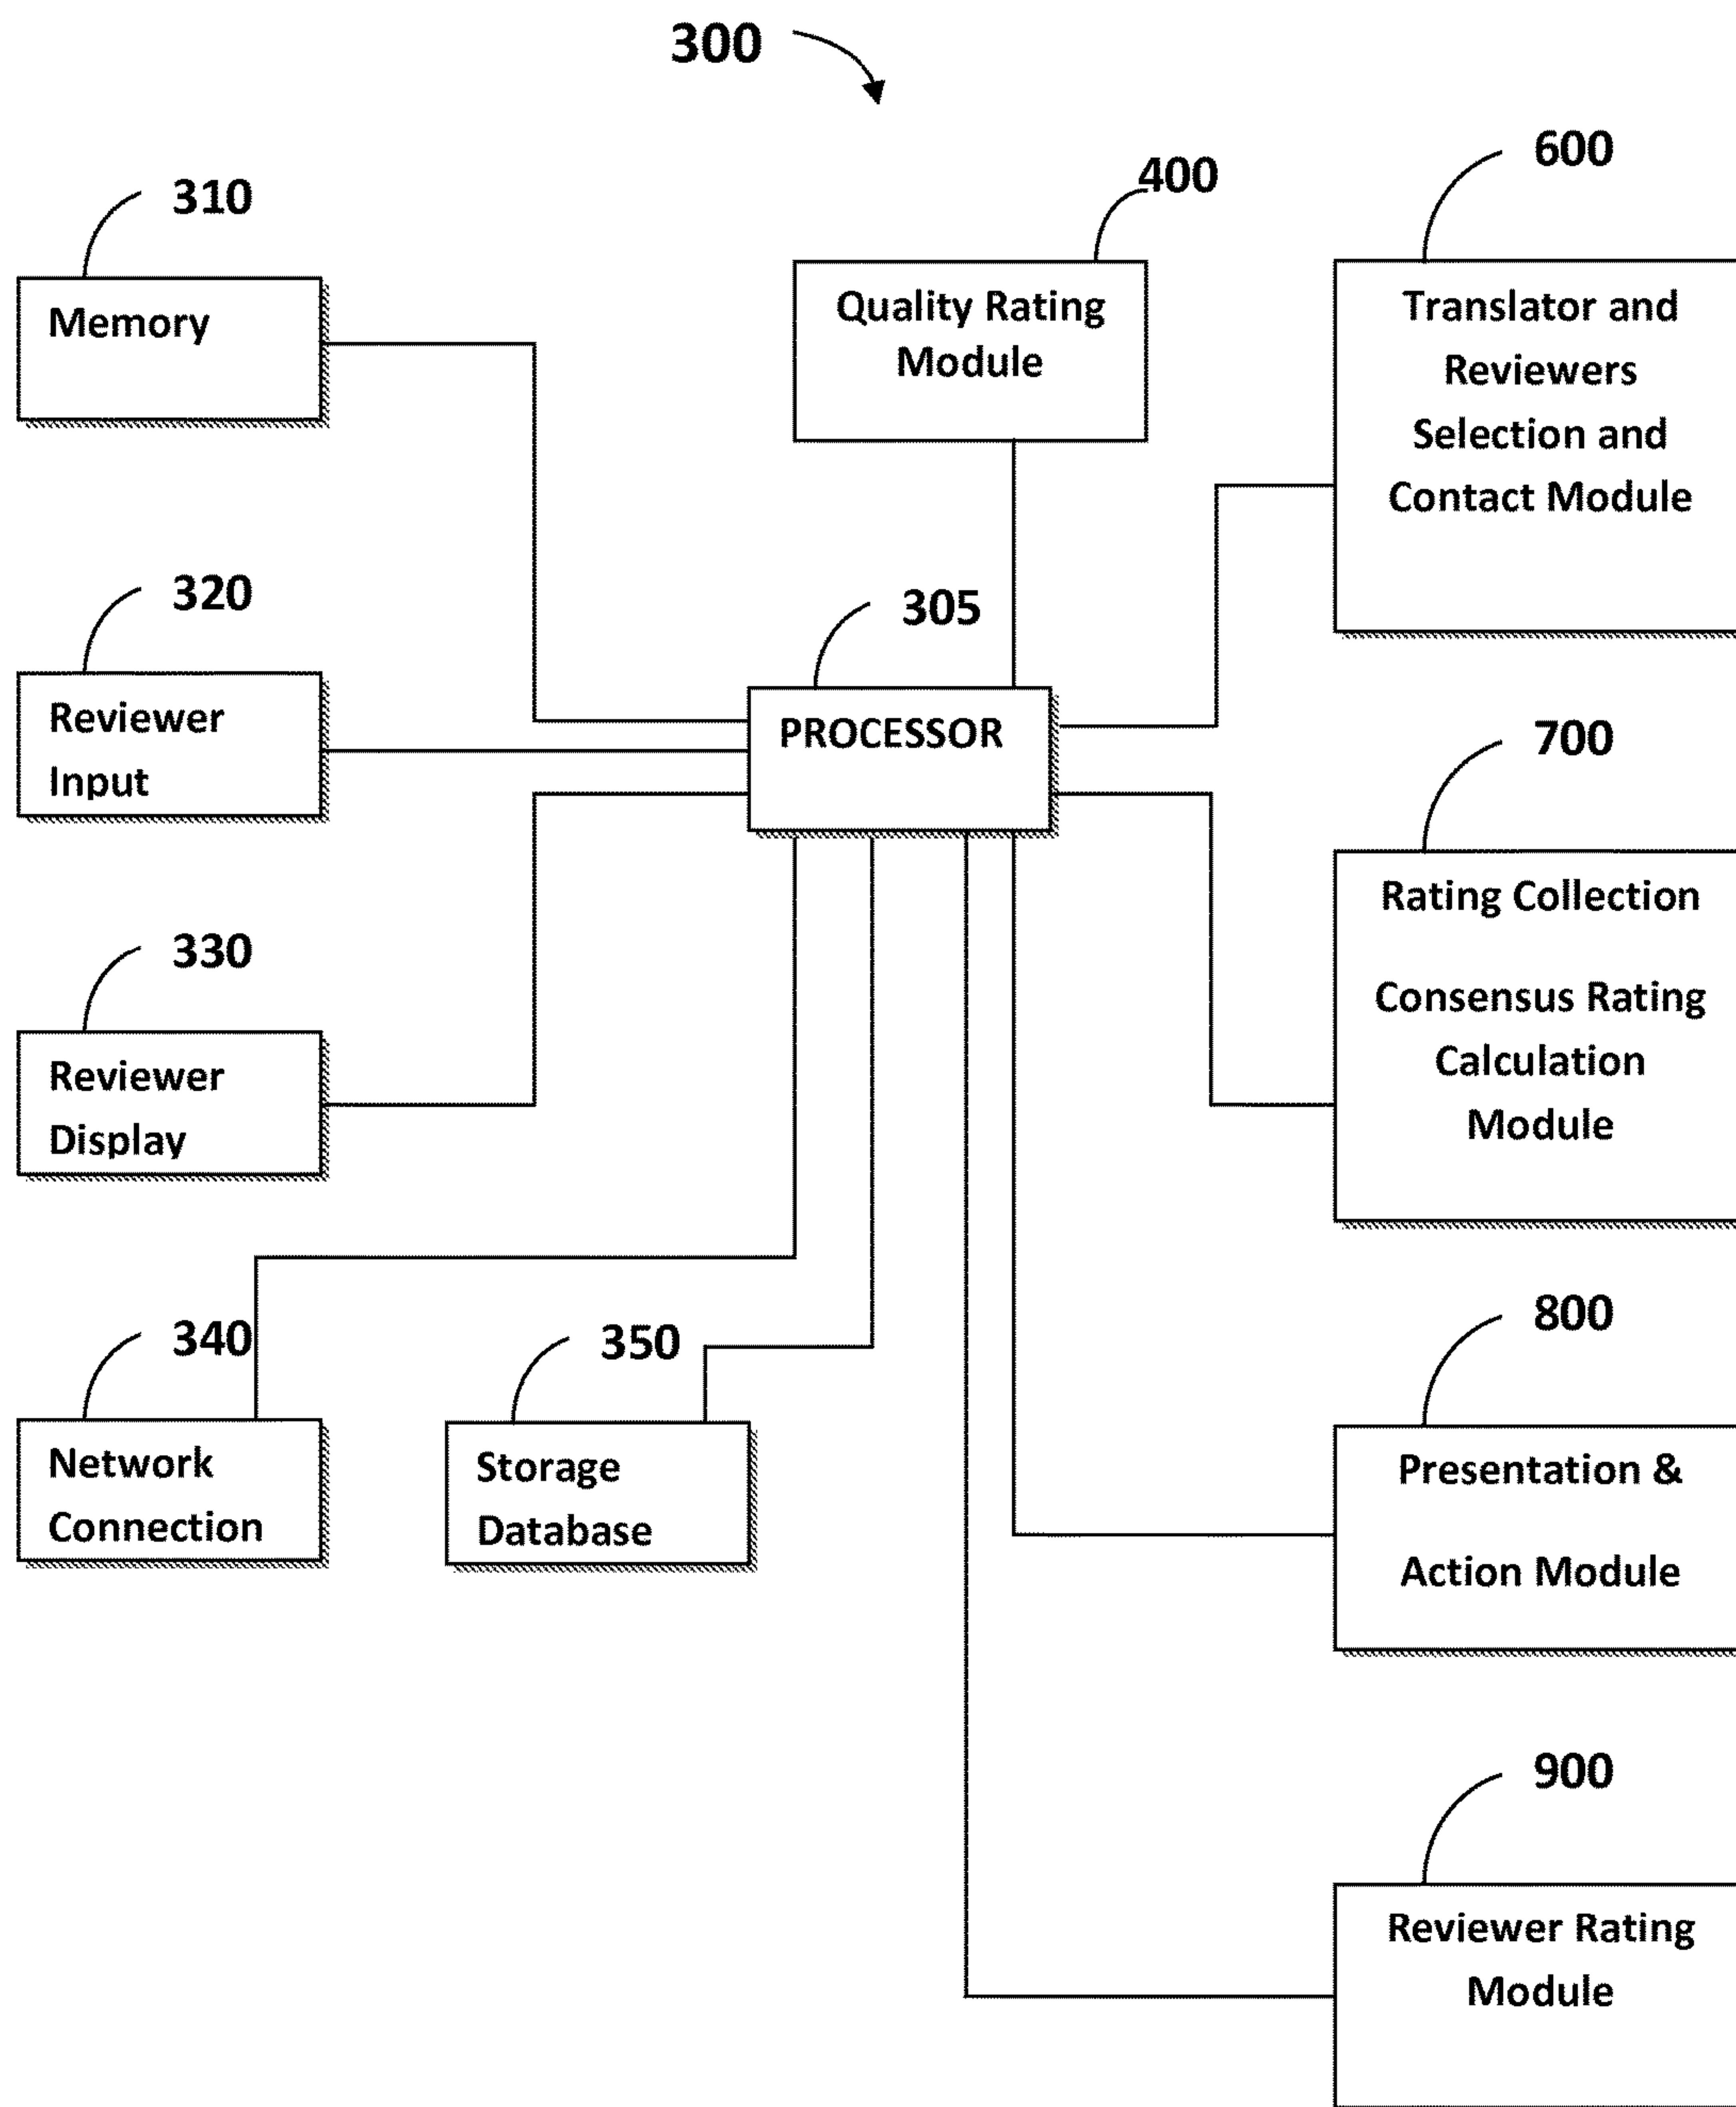 300
310
Memory
400
Quality Rating
Module
600
Translator and
Reviewers
Selection and
Contact Module
320
Reviewer
Input
305
PROCESSOR
700
Rating Collection
Consensus Rating
Calculation
Module
330
Reviewer
Display
340
Network
Connection
350
Storage
Database
800
Presentation &
Action Module
900
Reviewer Rating
Module